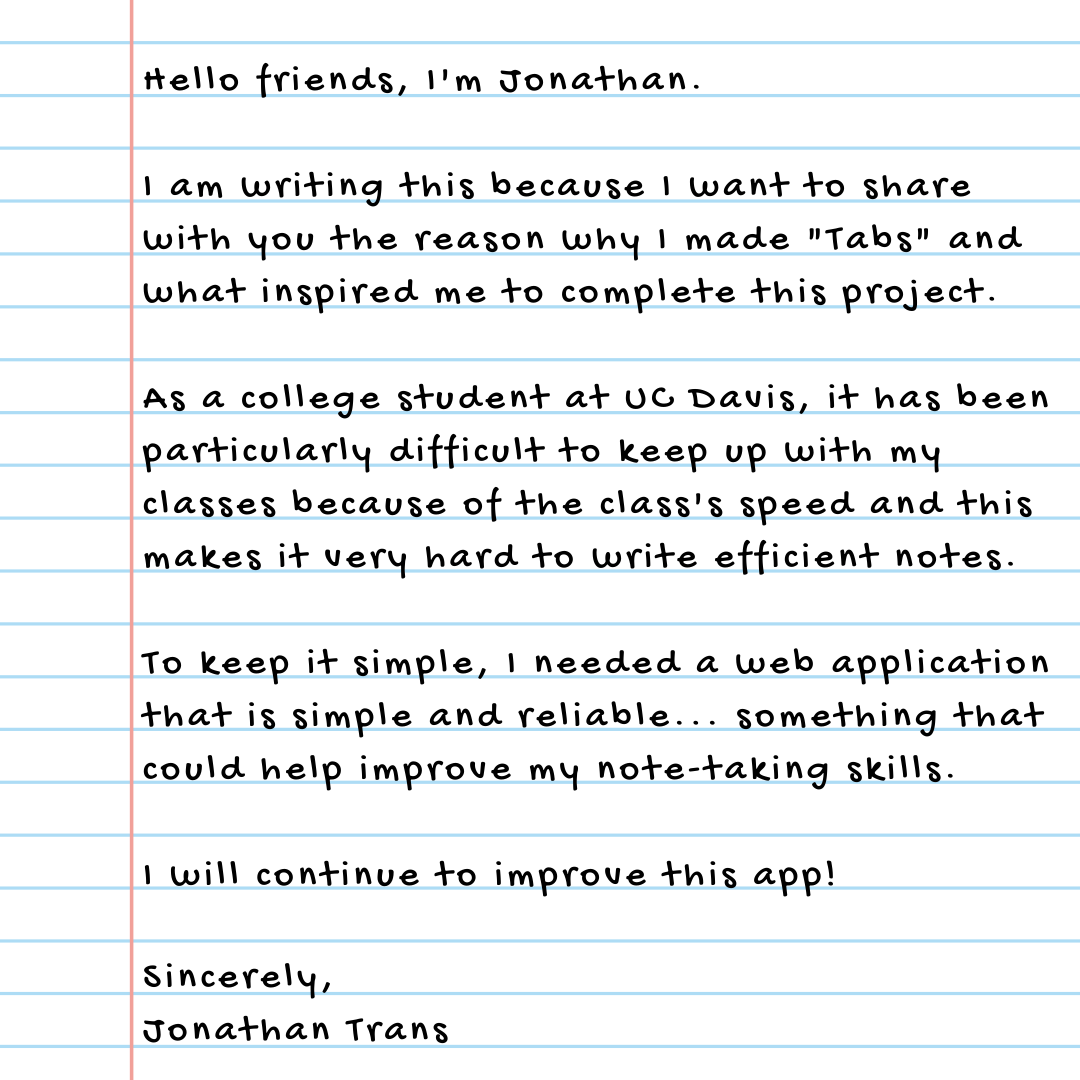 Hello friends, I'm Jonathan.
I am writing this because I want to share
with you the reason why I made "Tabs" and
what inspired me to complete this project.
As a college student at UC Davis, it has been
particularly difficult to keep up with my
classes because of the class's speed and this
makes it very hard to write efficient notes.
To keep it simple, I needed a web application
that is simple and reliable... something that
could help improve my note-taking skills.
I will continue to improve this app!
Sincerely,
Jonathan Trans